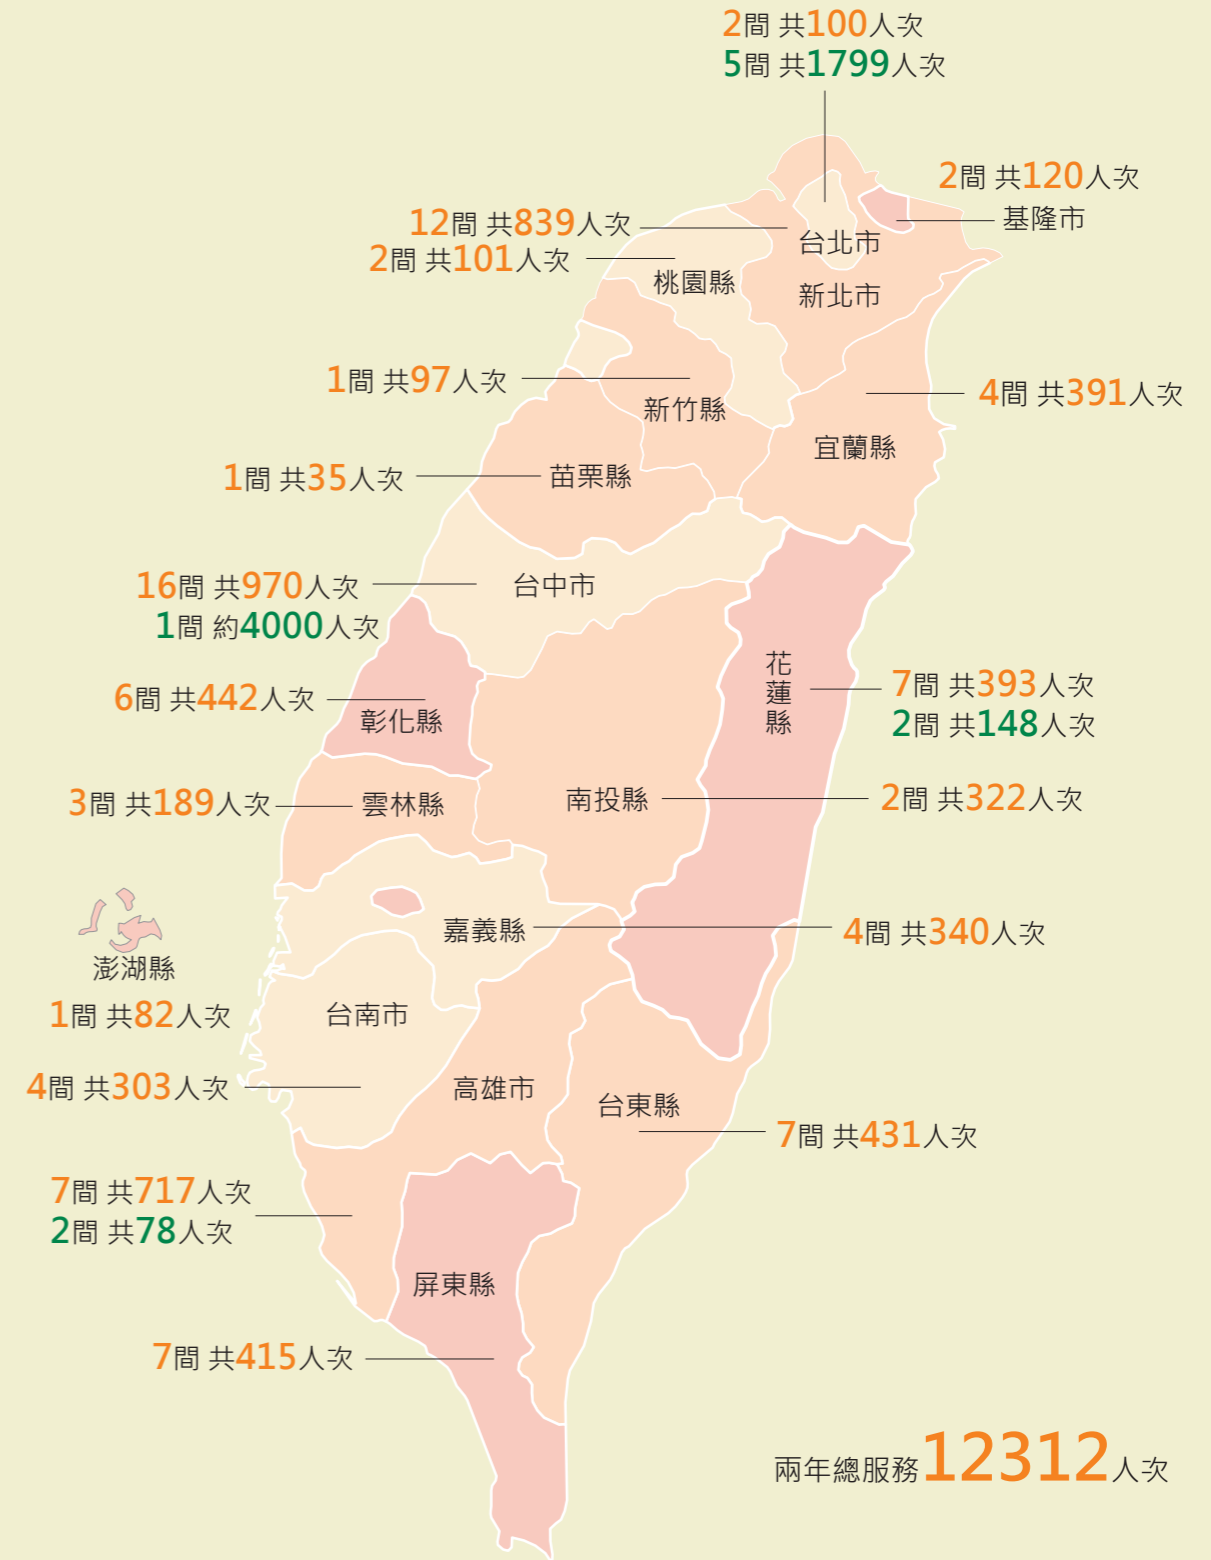 2間 共100人次
5間 共1799人次
2間 共120人次
基隆市
12間 共839人次
台北市
2間 共101人次
桃園縣
新北市
1間 共97人次
新竹縣
4間 共391人次
宜蘭縣
1間 共35人次
苗栗縣
16間 共970人次
台中市
1間 約4000人次
花蓮縣
7間 共393人次
2間 共148人次
6間 共442人次
彰化縣
3間 共189人次
雲林縣
南投縣
2間 共322人次
嘉義縣
4間 共340人次
澎湖縣
1間 共82人次
台南市
4間 共303人次
高雄市
台東縣
7間 共431人次
7間 共717人次
2間 共78人次
屏東縣
7間 共415人次
兩年總服務12312人次